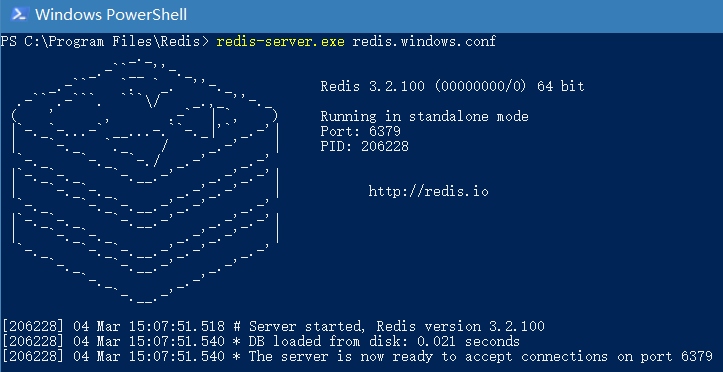 Windows PowerShell
PS C:\Program Files\Redis> redis-server.exe redis.windows.conf
Redis 3.2.100 (00000000/0) 64 bit
Running in standalone mode
Port: 6379
PID: 206228
http://redis.io
[206228] 04 Mar 15:07:51.518 # Server started, Redis version 3.2.100
[206228] 04 Mar 15:07:51.540 * DB loaded from disk: 0.021 seconds
[206228] 04 Mar 15:07:51.540 * The server is now ready to accept connections on port 6379